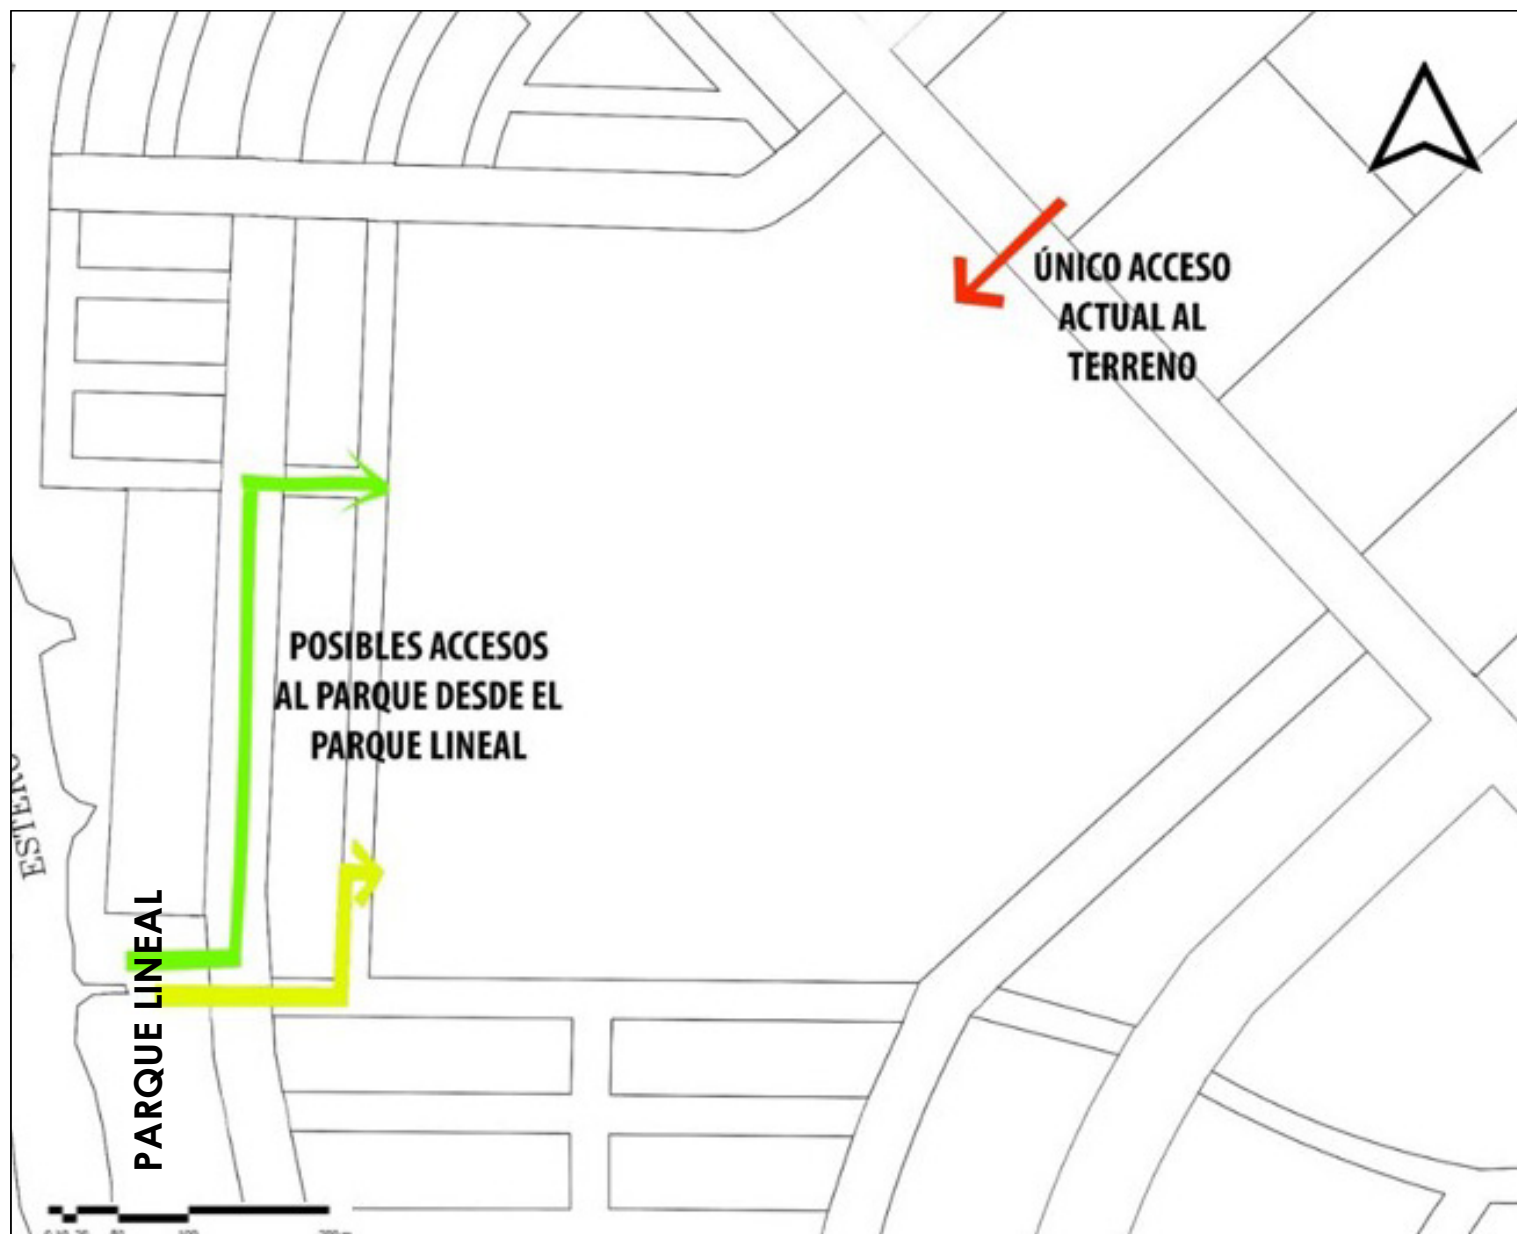 ÚNICO ACCESO
ACTUAL AL
TERRENO
POSIBLES ACCESOS
AL PARQUE DESDE EL
PARQUE LINEAL
ESTERO
PARQUE LINEAL